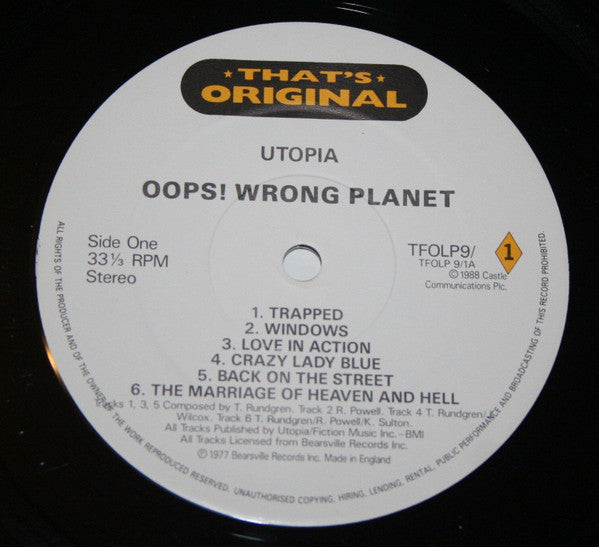 ★ THAT'S ★
ORIGINAL
UTOPIA
OOPS! WRONG PLANET
Side One
33⅓ RPM
Stereo
TFOLP9/ 1
TFOLP 9/1A
© 1988 Castle
Communications Plc.
1. TRAPPED
2. WINDOWS
3. LOVE IN ACTION
4. CRAZY LADY BLUE
5. BACK ON THE STREET
6. THE MARRIAGE OF HEAVEN AND HELL
Tracks 1, 3, 5 Composed by T. Rundgren. Track 2 R. Powell. Track 4 T. Rundgren/
Wilcox. Track 6 T. Rundgren/R. Powell/K. Sulton.
All Tracks Published by Utopia/Fiction Music Inc.–BMI
All Tracks Licensed from Bearsville Records Inc.
℗ 1977 Bearsville Records Inc. Made in England
ALL RIGHTS OF THE PRODUCER AND OF THE OWNER OF THE WORK REPRODUCED RESERVED. UNAUTHORISED COPYING, HIRING, LENDING, RENTAL, PUBLIC PERFORMANCE AND BROADCASTING OF THIS RECORD PROHIBITED.